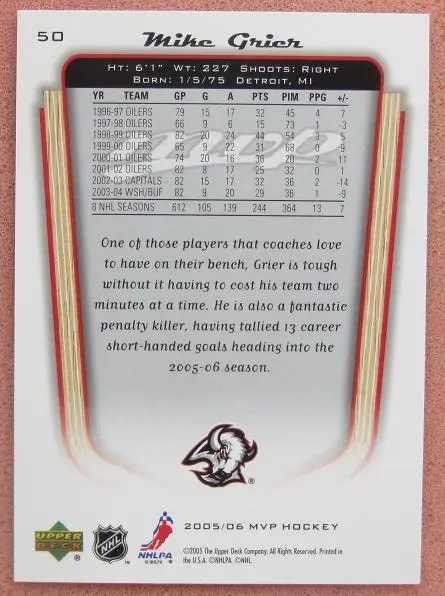 50
Mike Grier
HT: 6'1" WT: 227 SHOOTS: RIGHT
BORN: 1/5/75 DETROIT, MI
YR TEAM GP G A PTS PIM PPG +/-
1996-97 OILERS 79 15 17 32 45 4 7
1997-98 OILERS 66 9 6 15 73 1 -3
1998-99 OILERS 82 20 24 44 54 3 5
1999-00 OILERS 65 9 22 31 68 0 9
2000-01 OILERS 74 20 16 36 20 2 11
2001-02 OILERS 82 8 17 25 32 0 1
2002-03 CAPITALS 82 15 17 32 36 2 -14
2003-04 WSH/BUF 82 9 20 29 36 1 -9
8 NHL SEASONS 612 105 139 244 364 13 7
mvp
One of those players that coaches love
to have on their bench, Grier is tough
without it having to cost his team two
minutes at a time. He is also a fantastic
penalty killer, having tallied 13 career
short-handed goals heading into the
2005-06 season.
®
UPPER DECK ®
NHL ™
NHLPA
©NHLPA
2005/06 MVP HOCKEY
©2005 The Upper Deck Company. All Rights Reserved. Printed in
the U.S.A. ©NHLPA. ©NHL.